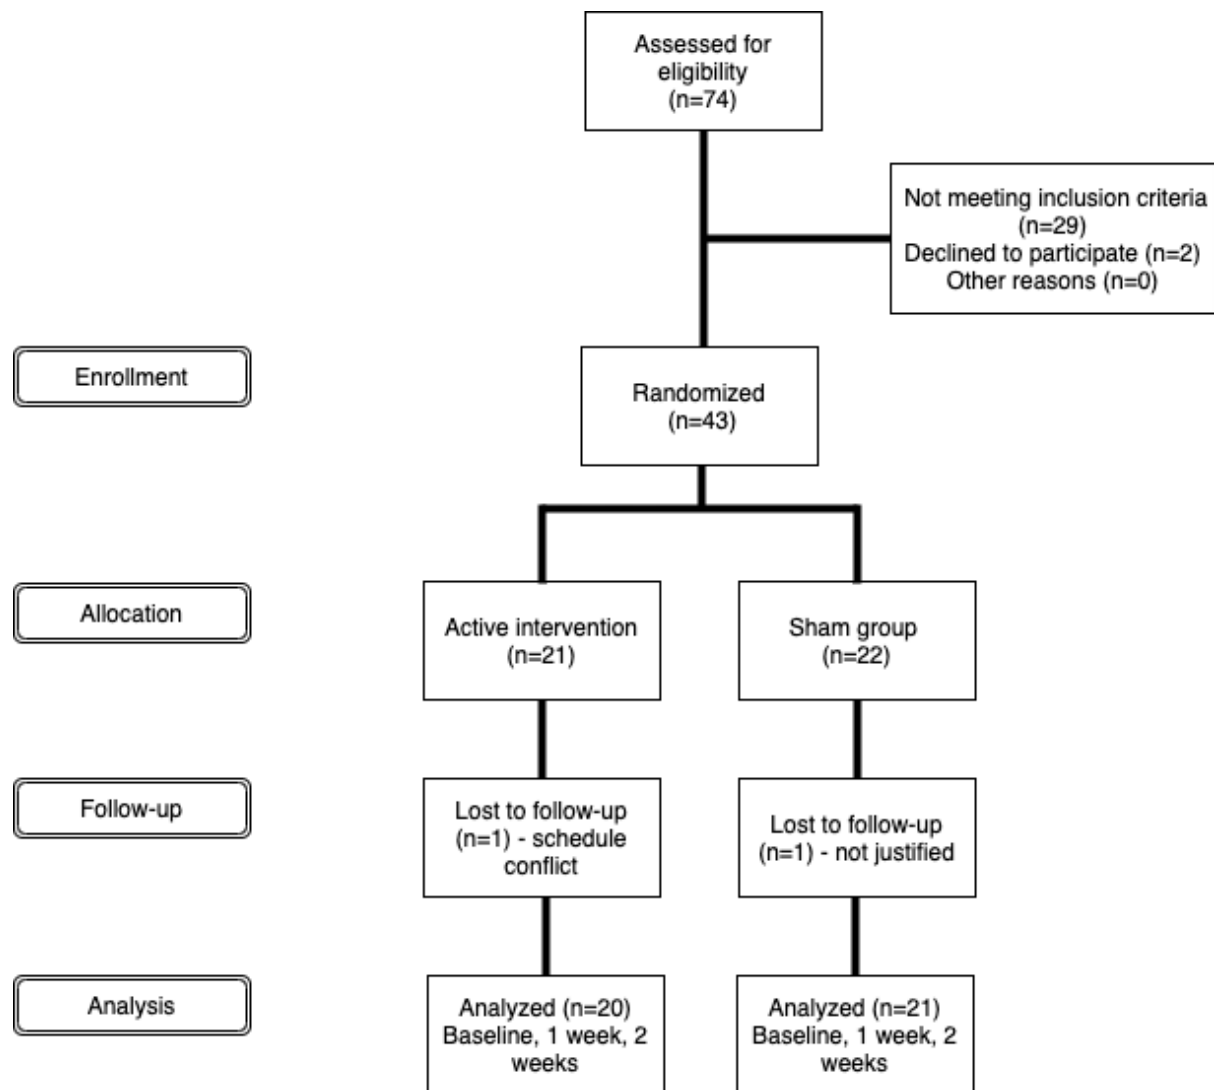 Assessed for
eligibility
(n=74)
Not meeting inclusion criteria
(n=29)
Declined to participate (n=2)
Other reasons (n=0)
Enrollment
Randomized
(n=43)
Allocation
Active intervention
(n=21)
Sham group
(n=22)
Follow-up
Lost to follow-up
(n=1) - schedule
conflict
Lost to follow-up
(n=1) - not justified
Analysis
Analyzed (n=20)
Baseline, 1 week, 2
weeks
Analyzed (n=21)
Baseline, 1 week, 2
weeks